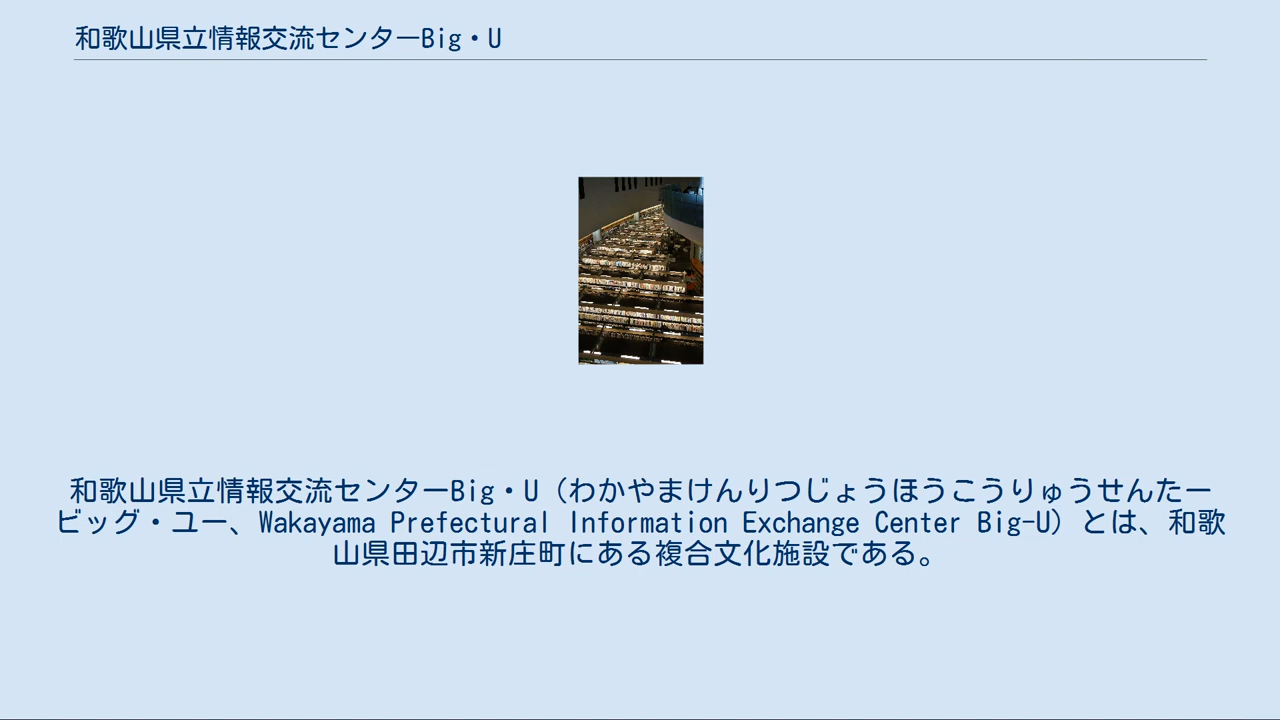 和歌山県立情報交流センターBig・U
和歌山県立情報交流センターBig・U（わかやまけんりつじょうほうこうりゅうせんたー
ビッグ・ユー、Wakayama Prefectural Information Exchange Center Big-U）とは、和歌
山県田辺市新庄町にある複合文化施設である。